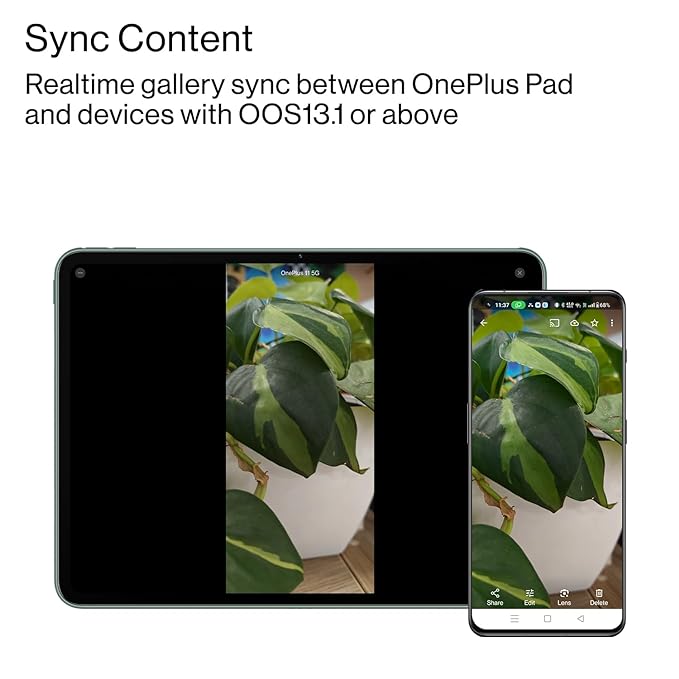 Sync Content
Realtime gallery sync between OnePlus Pad
and devices with OOS13.1 or above
OnePlus 11 5G
11:37
68%
Share Edit Lens Delete